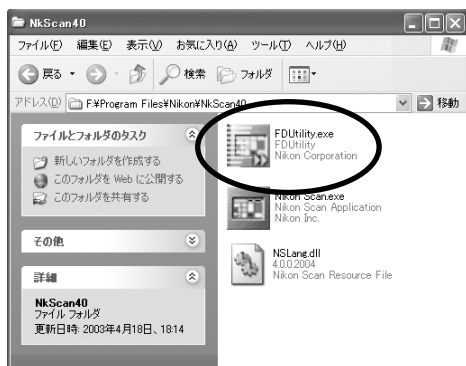 NkScan40
ファイル(F) 編集(E) 表示(V) お気に入り(A) ツール(T) ヘルプ(H)
戻る 検索 フォルダ
アドレス(D) F:¥Program Files¥Nikon¥NkScan40 移動
ファイルとフォルダのタスク
新しいフォルダを作成する
このフォルダを Web に公開する
このフォルダを共有する
その他
詳細
NkScan40
ファイル フォルダ
更新日時: 2003年4月18日、18:14
FDUtility.exe
FDUtility
Nikon Corporation
Nikon Scan.exe
Nikon Scan Application
Nikon Inc.
NSLang.dll
4.0.0.2004
Nikon Scan Resource File